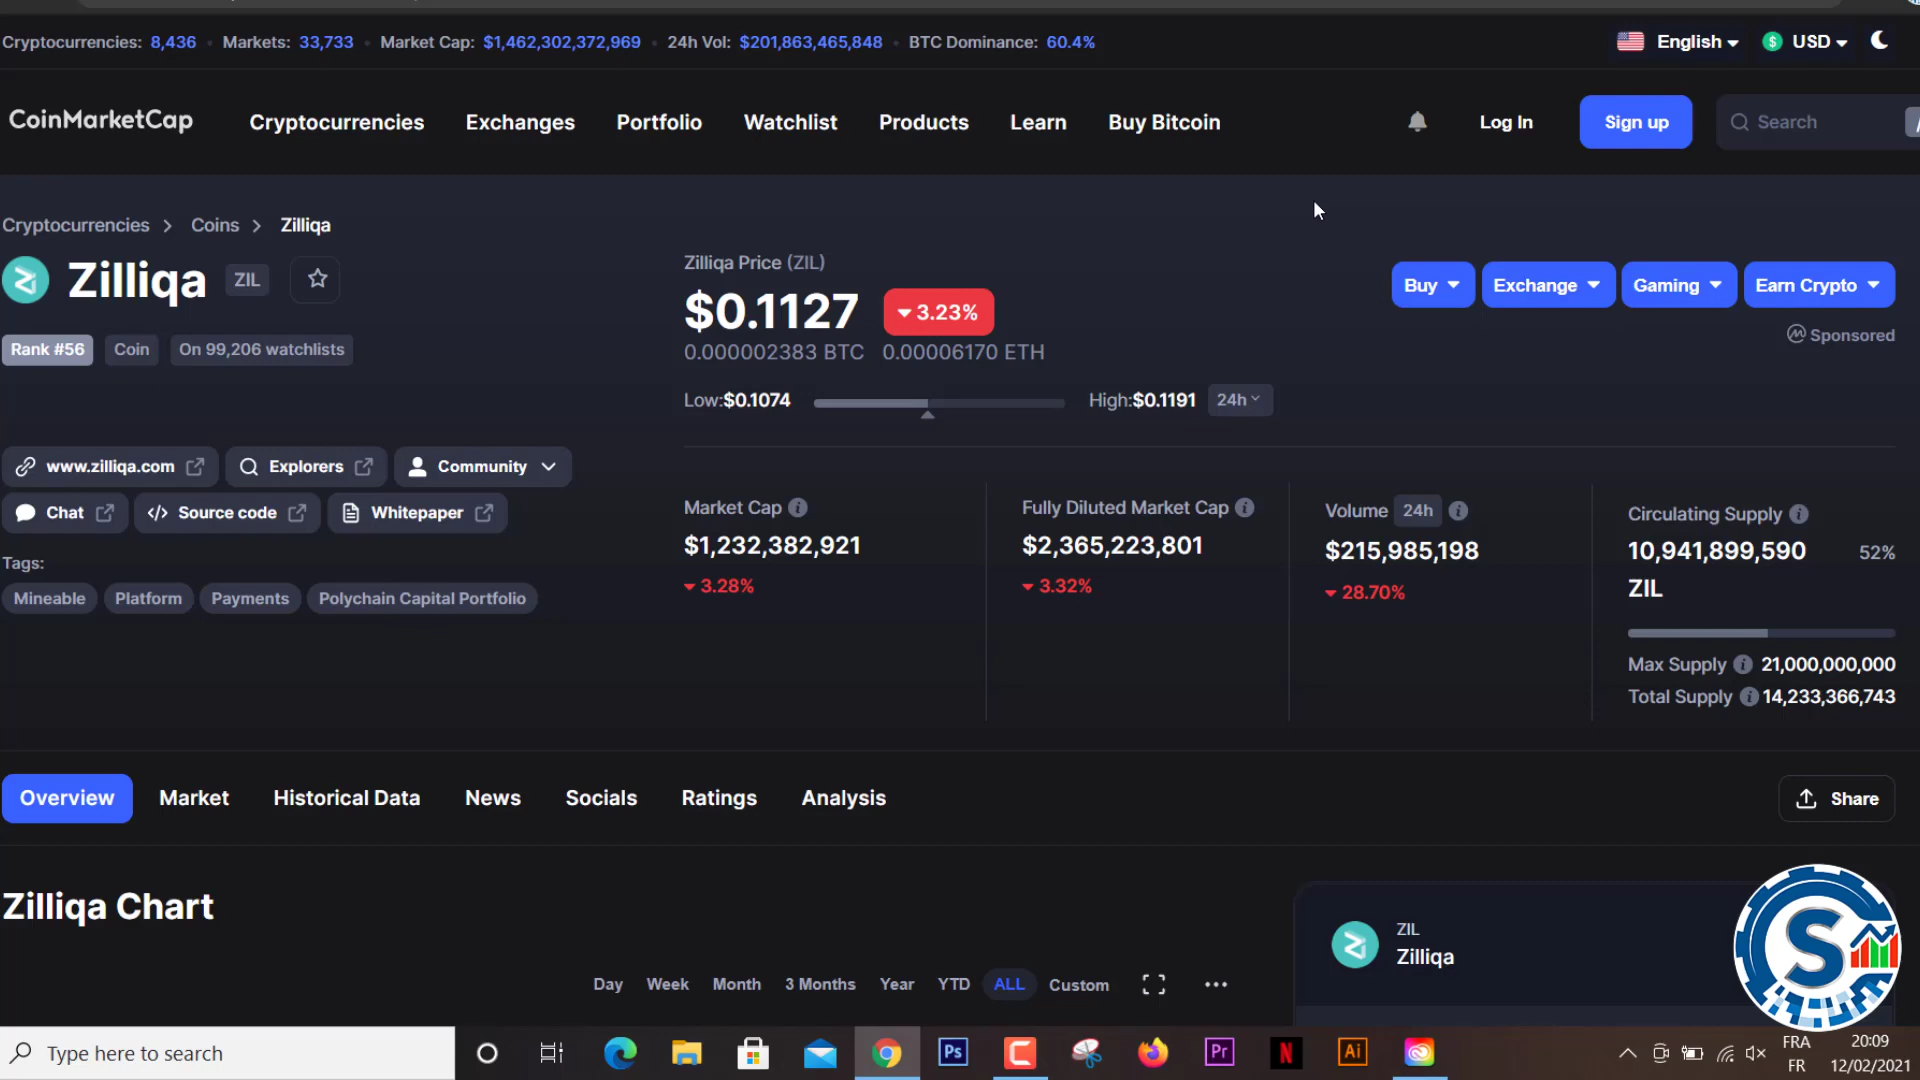 Cryptocurrencies: 8,436 • Markets: 33,733 • Market Cap: $1,462,302,372,969 • 24h Vol: $201,863,465,848 • BTC Dominance: 60.4%
English USD
CoinMarketCap Cryptocurrencies Exchanges Portfolio Watchlist Products Learn Buy Bitcoin Log In Sign up Search /
Cryptocurrencies > Coins > Zilliqa
Zilliqa ZIL
Rank #56 Coin On 99,206 watchlists
Zilliqa Price (ZIL)
$0.1127 3.23%
0.000002383 BTC 0.00006170 ETH
Low:$0.1074 High:$0.1191 24h
Buy Exchange Gaming Earn Crypto
Sponsored
www.zilliqa.com Explorers Community
Chat Source code Whitepaper
Tags:
Mineable Platform Payments Polychain Capital Portfolio
Market Cap
$1,232,382,921
3.28%
Fully Diluted Market Cap
$2,365,223,801
3.32%
Volume 24h
$215,985,198
28.70%
Circulating Supply
10,941,899,590 52%
ZIL
Max Supply 21,000,000,000
Total Supply 14,233,366,743
Overview Market Historical Data News Socials Ratings Analysis Share
Zilliqa Chart
Day Week Month 3 Months Year YTD ALL Custom
ZIL
Zilliqa
S
Type here to search
Ps Pr N Ai
FRA
FR
20:09
12/02/2021